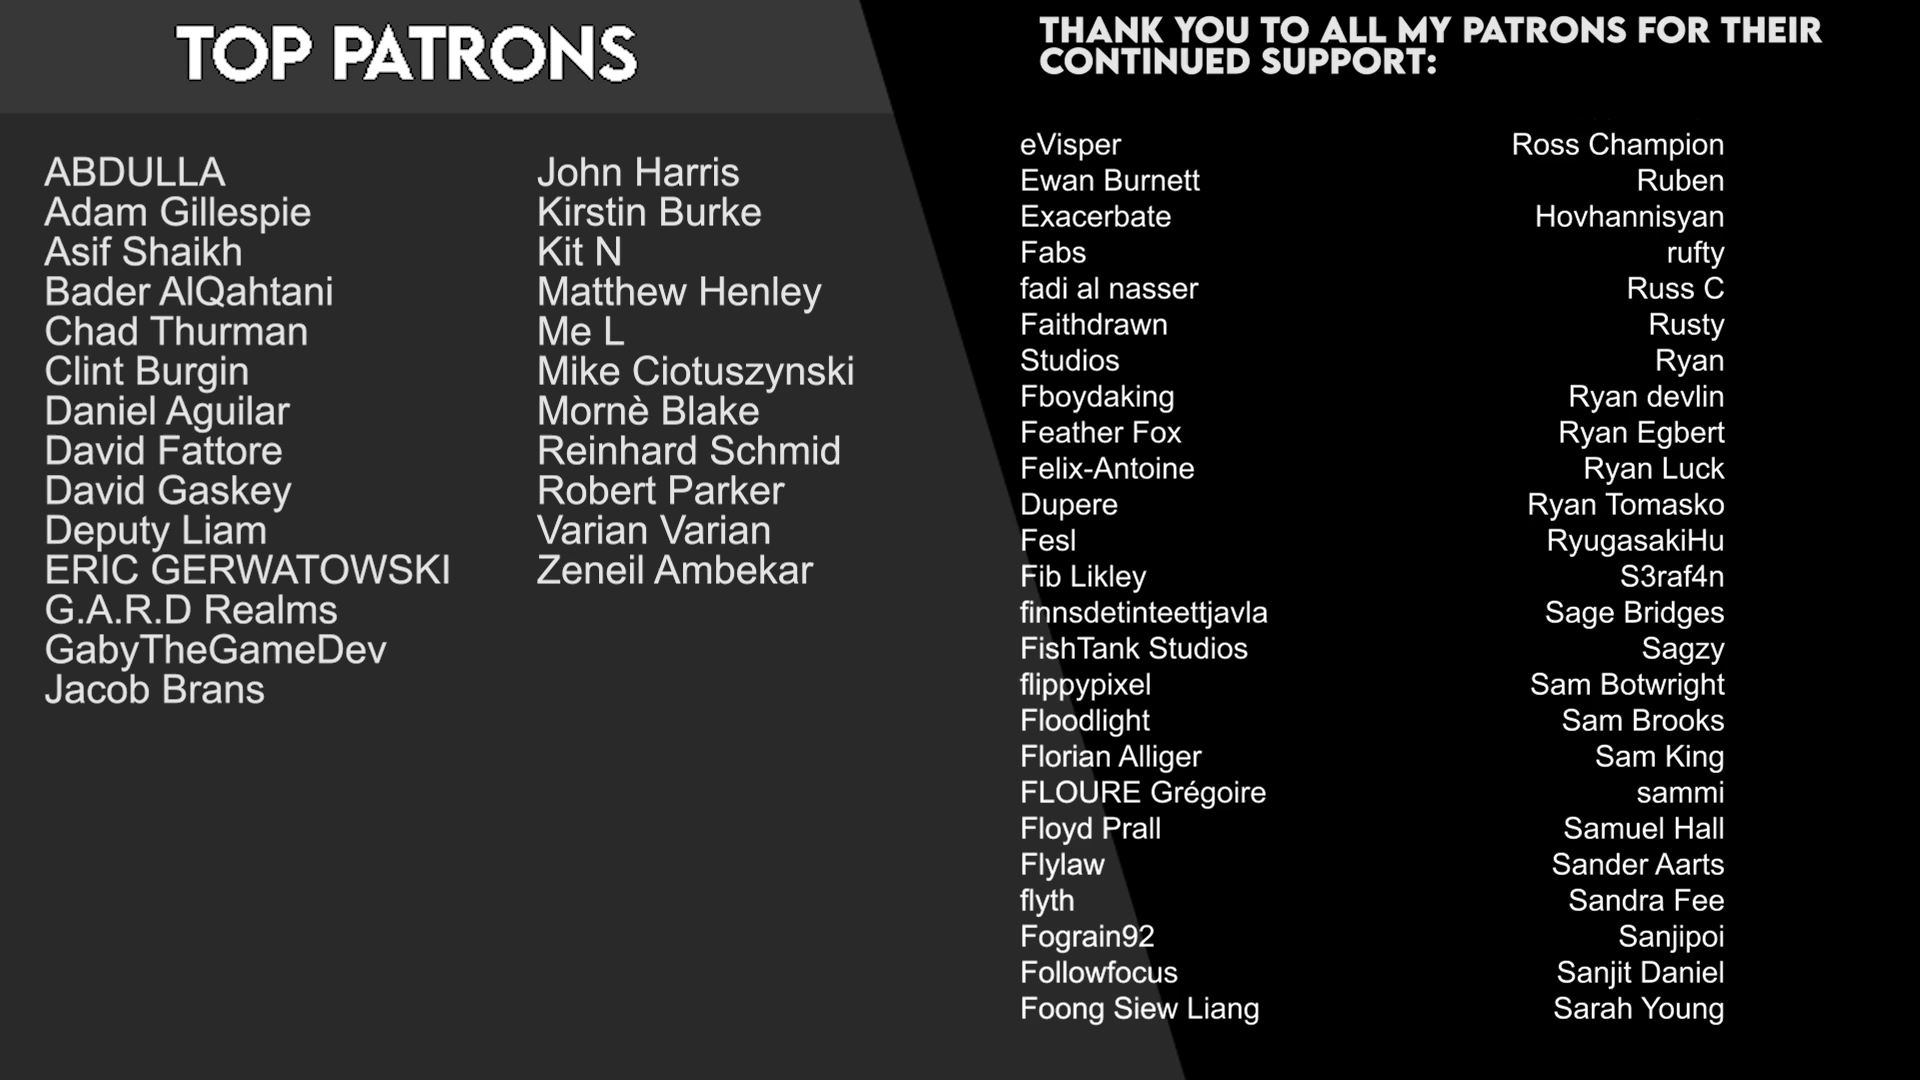 TOP PATRONS
ABDULLA
Adam Gillespie
Asif Shaikh
Bader AlQahtani
Chad Thurman
Clint Burgin
Daniel Aguilar
David Fattore
David Gaskey
Deputy Liam
ERIC GERWATOWSKI
G.A.R.D Realms
GabyTheGameDev
Jacob Brans
John Harris
Kirstin Burke
Kit N
Matthew Henley
Me L
Mike Ciotuszynski
Mornè Blake
Reinhard Schmid
Robert Parker
Varian Varian
Zeneil Ambekar
THANK YOU TO ALL MY PATRONS FOR THEIR
CONTINUED SUPPORT:
eVisper
Ewan Burnett
Exacerbate
Fabs
fadi al nasser
Faithdrawn
Studios
Fboydaking
Feather Fox
Felix-Antoine
Dupere
Fesl
Fib Likley
finnsdetinteettjavla
FishTank Studios
flippypixel
Floodlight
Florian Alliger
FLOURE Grégoire
Floyd Prall
Flylaw
flyth
Fograin92
Followfocus
Foong Siew Liang
Ross Champion
Ruben
Hovhannisyan
rufty
Russ C
Rusty
Ryan
Ryan devlin
Ryan Egbert
Ryan Luck
Ryan Tomasko
RyugasakiHu
S3raf4n
Sage Bridges
Sagzy
Sam Botwright
Sam Brooks
Sam King
sammi
Samuel Hall
Sander Aarts
Sandra Fee
Sanjipoi
Sanjit Daniel
Sarah Young